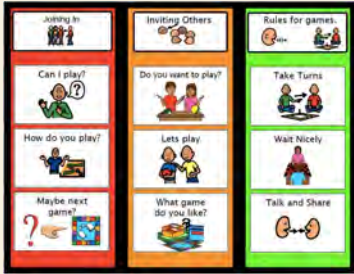 Joining In
Can I play?
How do you play?
Maybe next
game?
Inviting Others
Do you want to play?
Lets play
What game
do you like?
Rules for games.
Take Turns
Wait Nicely
Talk and Share